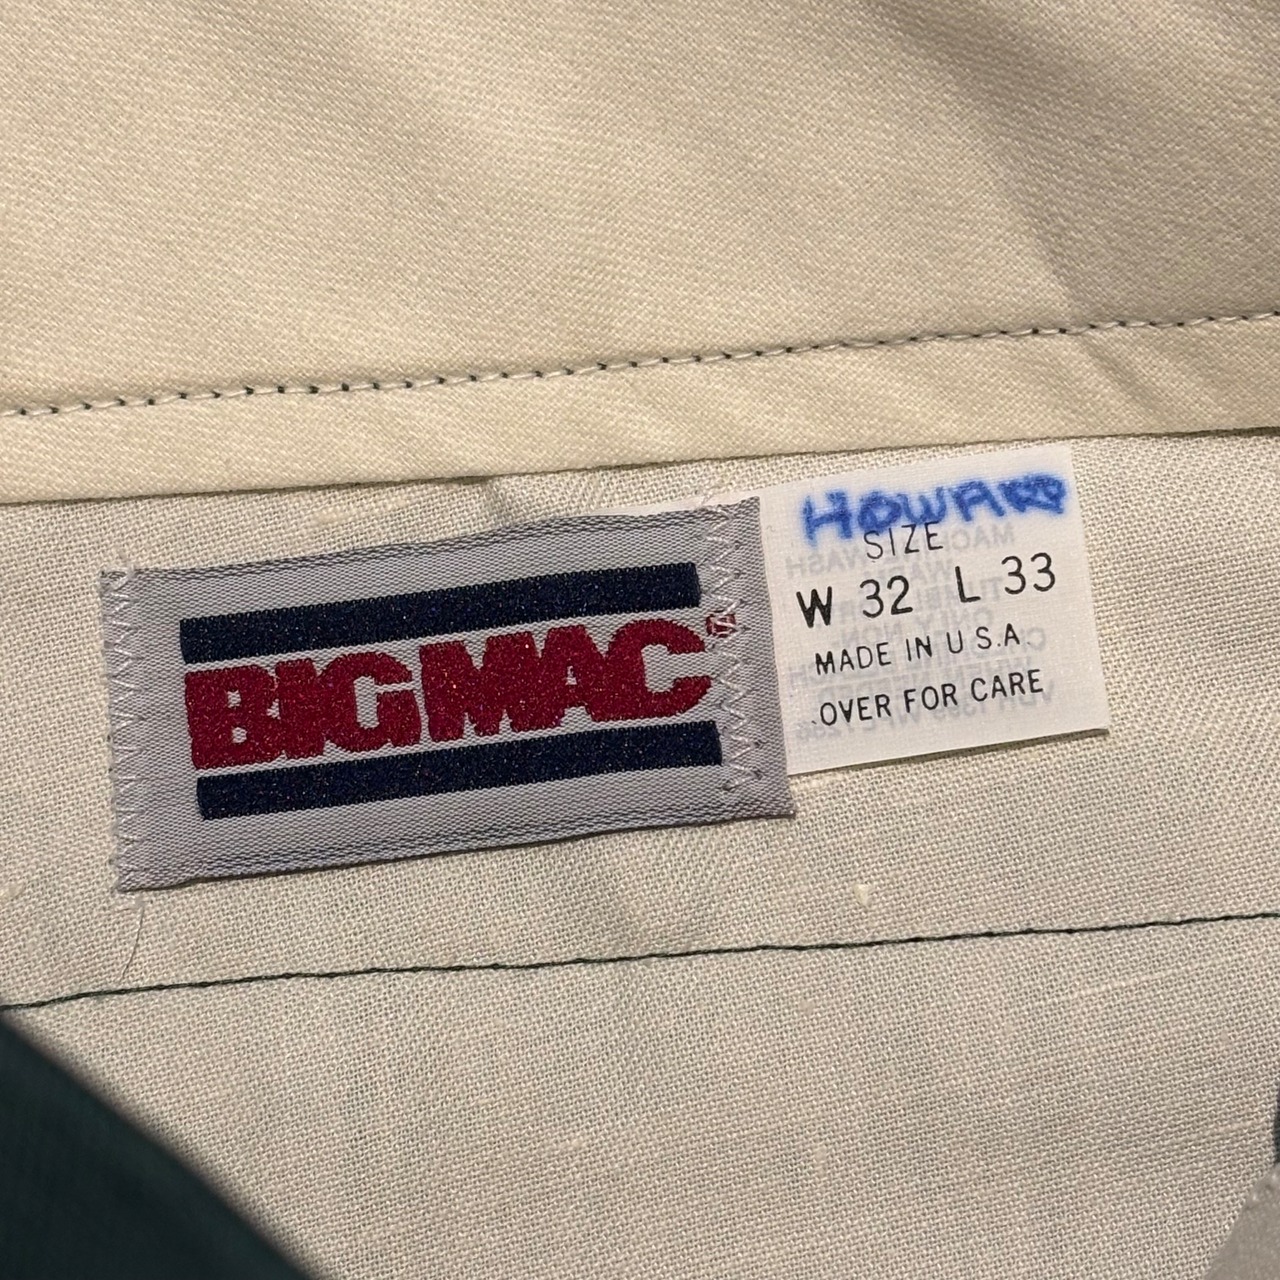 BIG MAC ®
HOWARD
SIZE
W 32 L 33
MADE IN U.S.A.
OVER FOR CARE